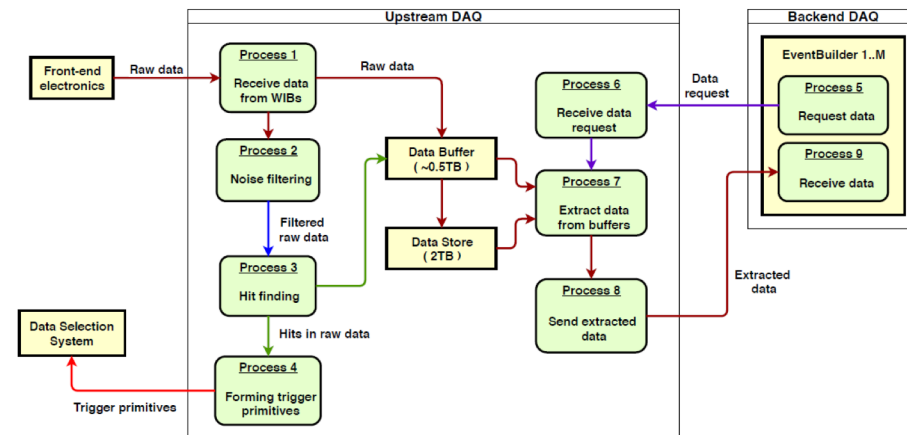 Upstream DAQ
Backend DAQ
Front-end
electronics
Raw data
Process 1
Receive data
from WIBs
Raw data
Process 2
Noise filtering
Filtered
raw data
Process 3
Hit finding
Hits in raw data
Process 4
Forming trigger
primitives
Data Selection
System
Trigger primitives
Data Buffer
( ~0.5TB )
Data Store
( 2TB )
Process 6
Receive data
request
Process 7
Extract data
from buffers
Process 8
Send extracted
data
Data
request
EventBuilder 1..M
Process 5
Request data
Process 9
Receive data
Extracted
data